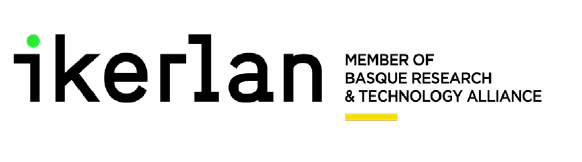 ikerlan
MEMBER OF
BASQUE RESEARCH
& TECHNOLOGY ALLIANCE